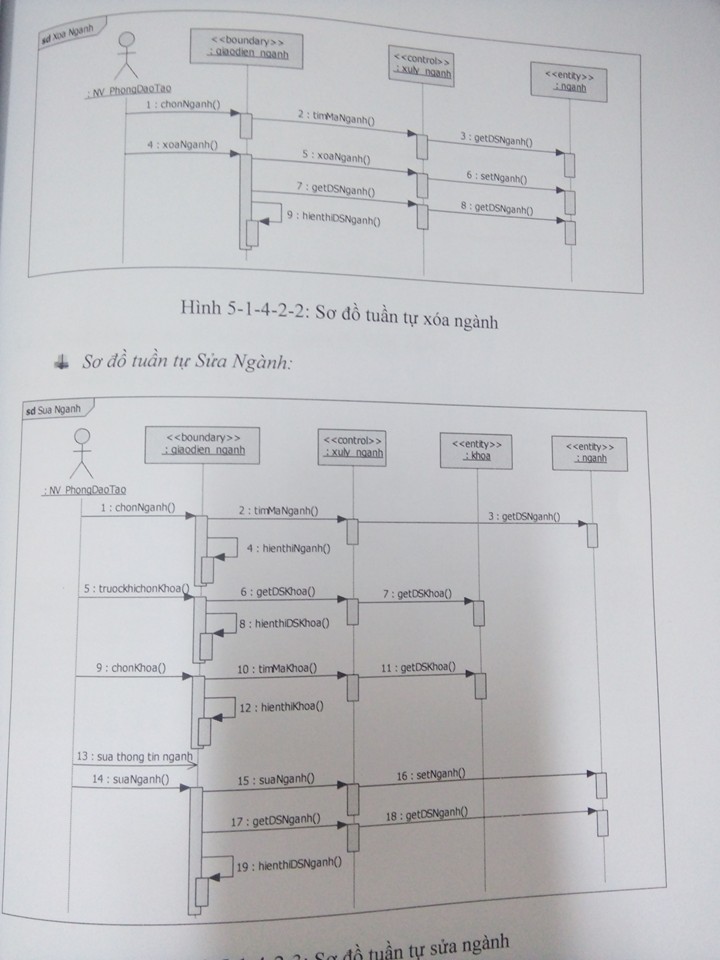 sd Xoa Nganh
<<boundary>>
: giaodien_nganh
<<control>>
: xuly_nganh
<<entity>>
: nganh
: NV_PhongDaoTao
1 : chonNganh()
2 : timMaNganh()
3 : getDSNganh()
4 : xoaNganh()
5 : xoaNganh()
6 : setNganh()
7 : getDSNganh()
8 : getDSNganh()
9 : hienthiDSNganh()
Hình 5-1-4-2-2: Sơ đồ tuần tự xóa ngành
Sơ đồ tuần tự Sửa Ngành:
sd Sua Nganh
<<boundary>>
: giaodien_nganh
<<control>>
: xuly_nganh
<<entity>>
: khoa
<<entity>>
: nganh
: NV_PhongDaoTao
1 : chonNganh()
2 : timMaNganh()
3 : getDSNganh()
4 : hienthiNganh()
5 : truockhichonKhoa()
6 : getDSKhoa()
7 : getDSKhoa()
8 : hienthiDSKhoa()
9 : chonKhoa()
10 : timMaKhoa()
11 : getDSKhoa()
12 : hienthiKhoa()
13 : sua thong tin nganh
14 : suaNganh()
15 : suaNganh()
16 : setNganh()
17 : getDSNganh()
18 : getDSNganh()
19 : hienthiDSNganh()
Sơ đồ tuần tự sửa ngành